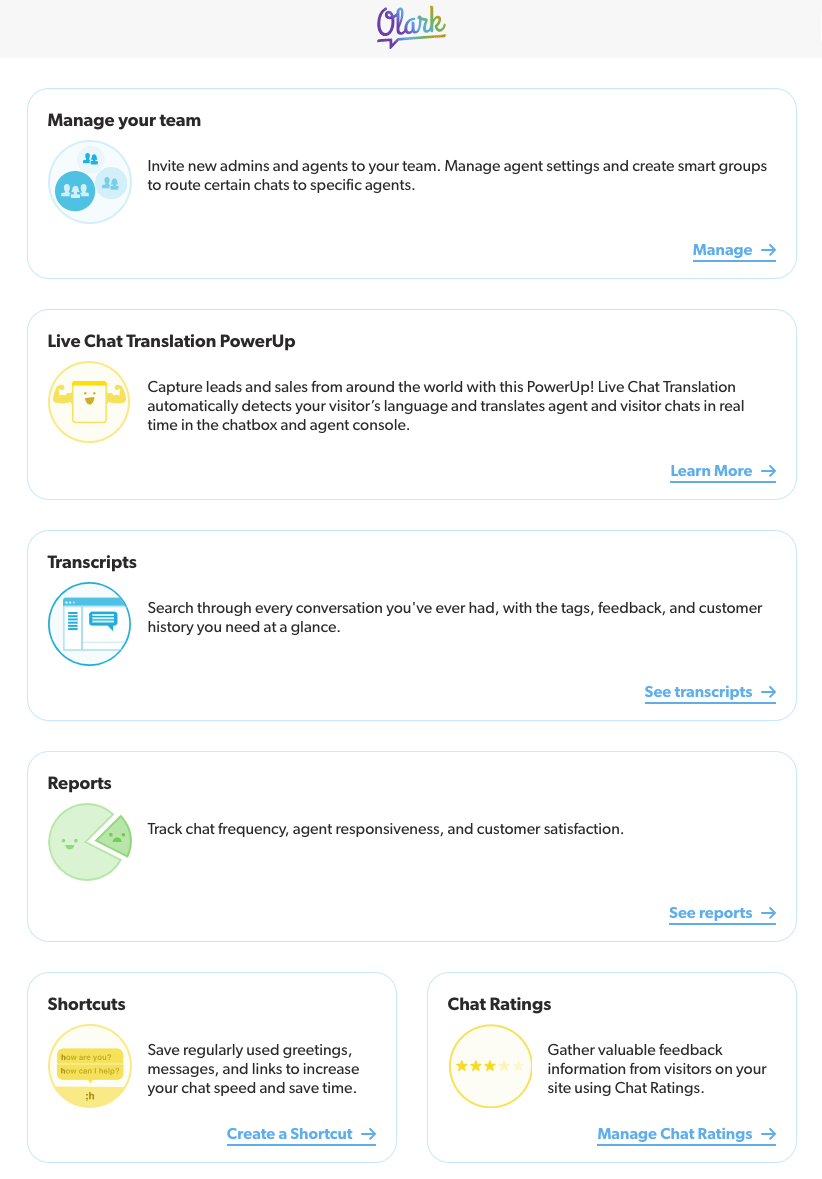 Olark
Manage your team
Invite new admins and agents to your team. Manage agent settings and create smart groups
to route certain chats to specific agents.
Manage →
Live Chat Translation PowerUp
Capture leads and sales from around the world with this PowerUp! Live Chat Translation
automatically detects your visitor’s language and translates agent and visitor chats in real
time in the chatbox and agent console.
Learn More →
Transcripts
Search through every conversation you've ever had, with the tags, feedback, and customer
history you need at a glance.
See transcripts →
Reports
Track chat frequency, agent responsiveness, and customer satisfaction.
See reports →
Shortcuts
how are you?
how can I help?
;h
Save regularly used greetings,
messages, and links to increase
your chat speed and save time.
Create a Shortcut →
Chat Ratings
Gather valuable feedback
information from visitors on your
site using Chat Ratings.
Manage Chat Ratings →